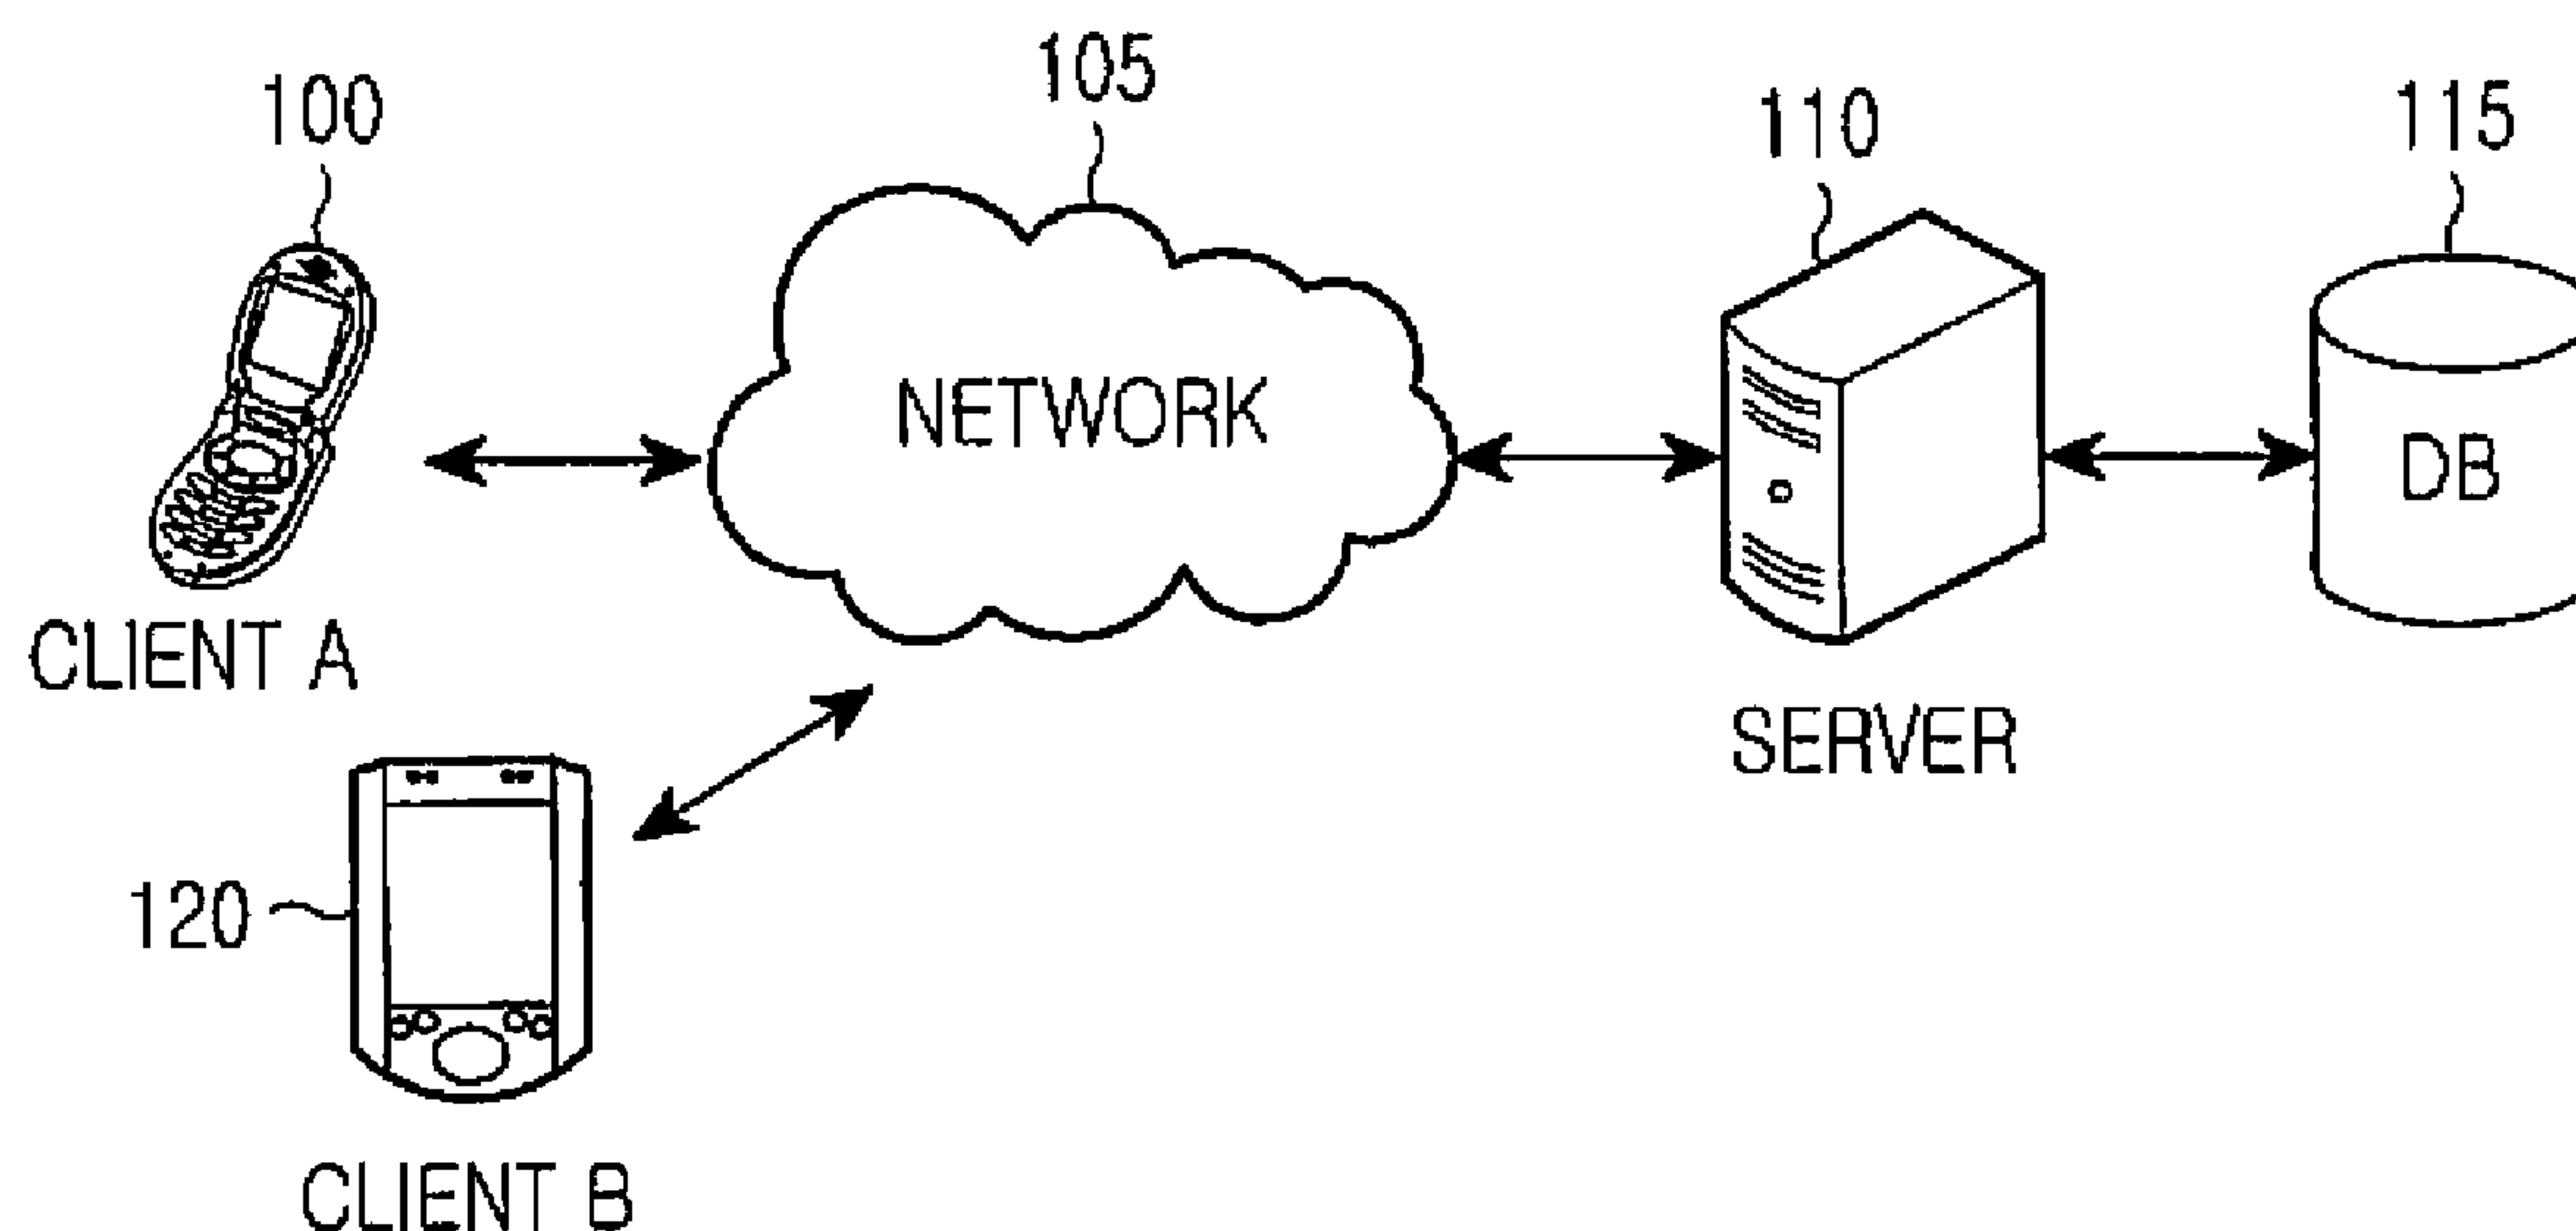 105
100
110
115
NETWORK
DB
CLIENT A
SERVER
120
CLIENT B